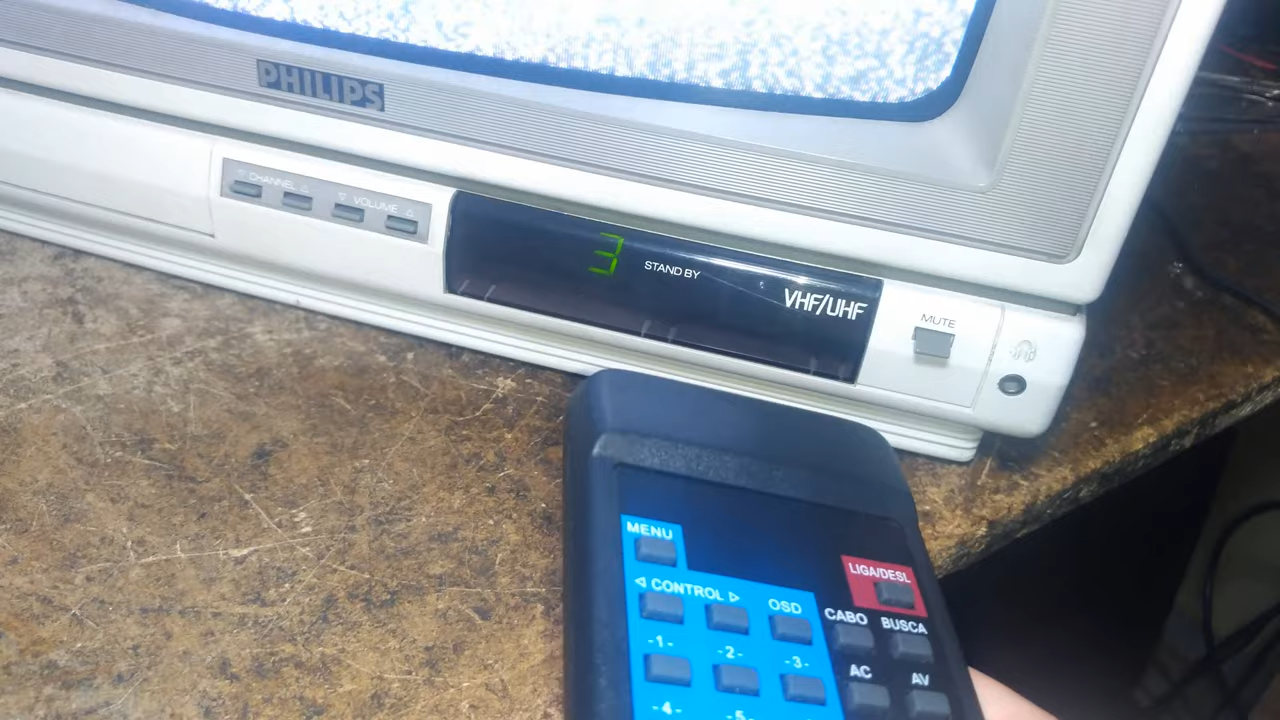 PHILIPS
▽ CHANNEL △
▽ VOLUME △
3
STAND BY
VHF/UHF
MUTE
MENU
LIGA/DESL
◁ CONTROL ▷
OSD
CABO
BUSCA
-1-
-2-
-3-
AC
AV
-4-
-5-